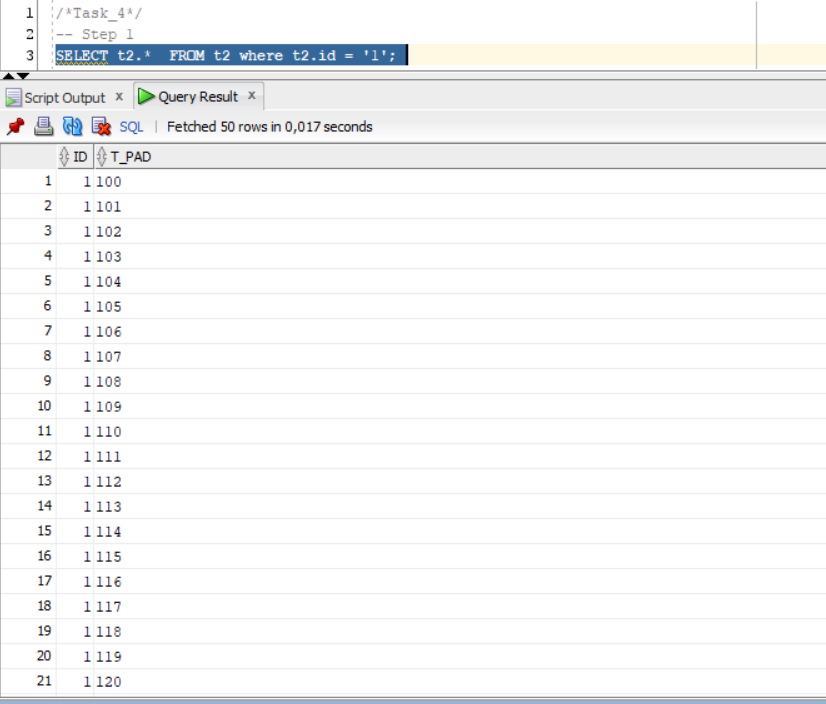 1 /*Task_4*/
2 -- Step 1
3 SELECT t2.*  FROM t2 where t2.id = '1';
Script Output x Query Result x
SQL | Fetched 50 rows in 0,017 seconds
ID T_PAD
1 1 100
2 1 101
3 1 102
4 1 103
5 1 104
6 1 105
7 1 106
8 1 107
9 1 108
10 1 109
11 1 110
12 1 111
13 1 112
14 1 113
15 1 114
16 1 115
17 1 116
18 1 117
19 1 118
20 1 119
21 1 120